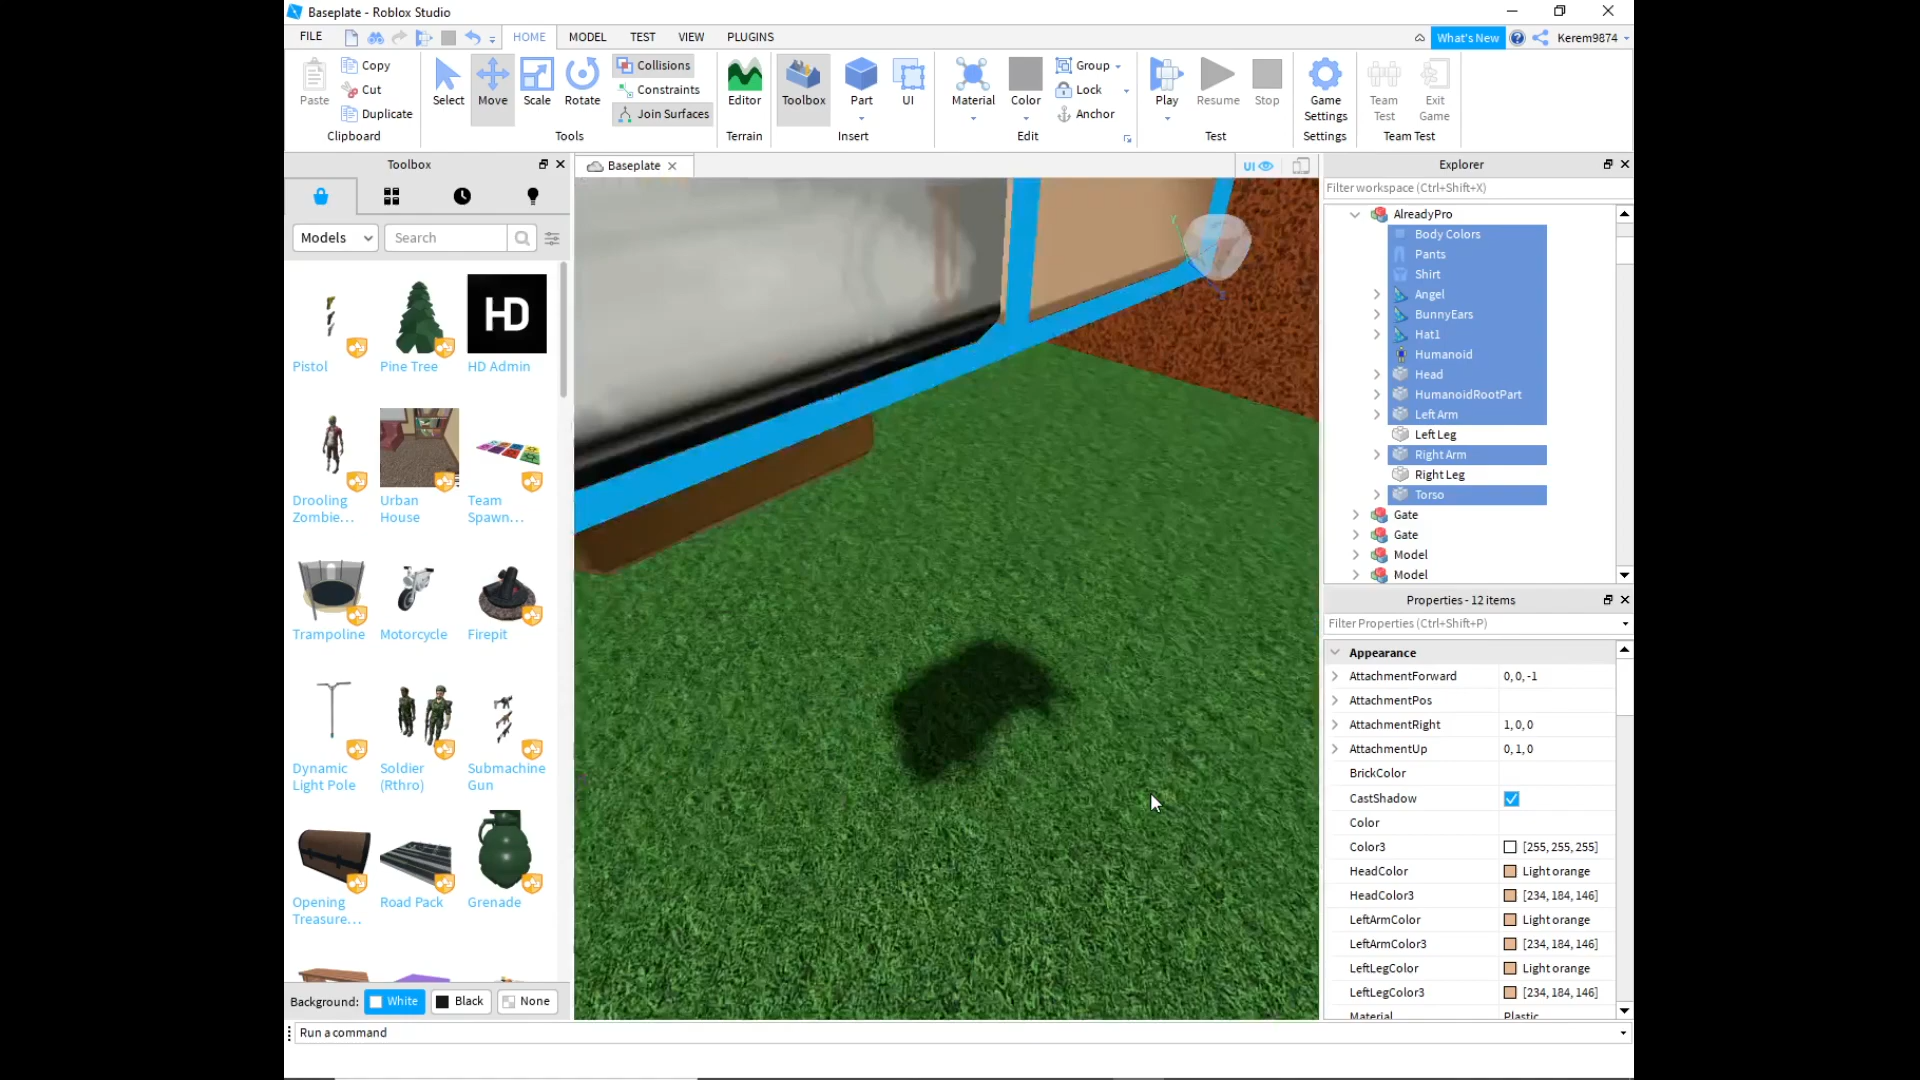 Baseplate - Roblox Studio
FILE
HOME
MODEL
TEST
VIEW
PLUGINS
What's New
Kerem9874
Paste
Copy
Cut
Duplicate
Clipboard
Select
Move
Scale
Rotate
Collisions
Constraints
Join Surfaces
Tools
Editor
Terrain
Toolbox
Part
UI
Insert
Material
Color
Group
Lock
Anchor
Edit
Play
Resume
Stop
Test
Game
Settings
Settings
Team
Test
Exit
Game
Team Test
Toolbox
Models
Search
Pistol
Pine Tree
HD
HD Admin
Drooling
Zombie...
Urban
House
Team
Spawn...
Trampoline
Motorcycle
Firepit
Dynamic
Light Pole
Soldier
(Rthro)
Submachine
Gun
Opening
Treasure...
Road Pack
Grenade
Background:
White
Black
None
Run a command
Baseplate
UI
Y
Explorer
Filter workspace (Ctrl+Shift+X)
AlreadyPro
Body Colors
Pants
Shirt
Angel
BunnyEars
Hat1
Humanoid
Head
HumanoidRootPart
Left Arm
Left Leg
Right Arm
Right Leg
Torso
Gate
Gate
Model
Model
Properties - 12 items
Filter Properties (Ctrl+Shift+P)
Appearance
AttachmentForward 0, 0, -1
AttachmentPos
AttachmentRight 1, 0, 0
AttachmentUp 0, 1, 0
BrickColor
CastShadow
Color
Color3 [255, 255, 255]
HeadColor Light orange
HeadColor3 [234, 184, 146]
LeftArmColor Light orange
LeftArmColor3 [234, 184, 146]
LeftLegColor Light orange
LeftLegColor3 [234, 184, 146]
Material Plastic